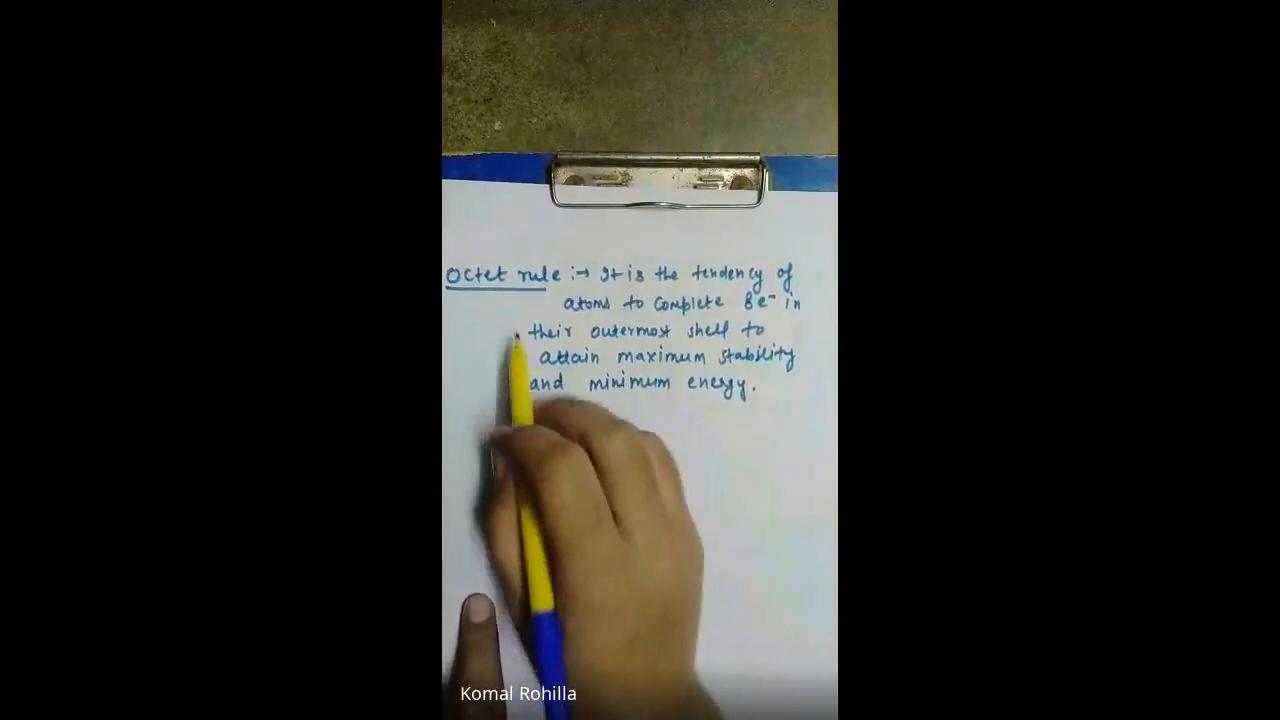 Octet rule :→ It is the tendency of
atoms to complete 8e⁻ in
their outermost shell to
attain maximum stability
and minimum energy.
Komal Rohilla